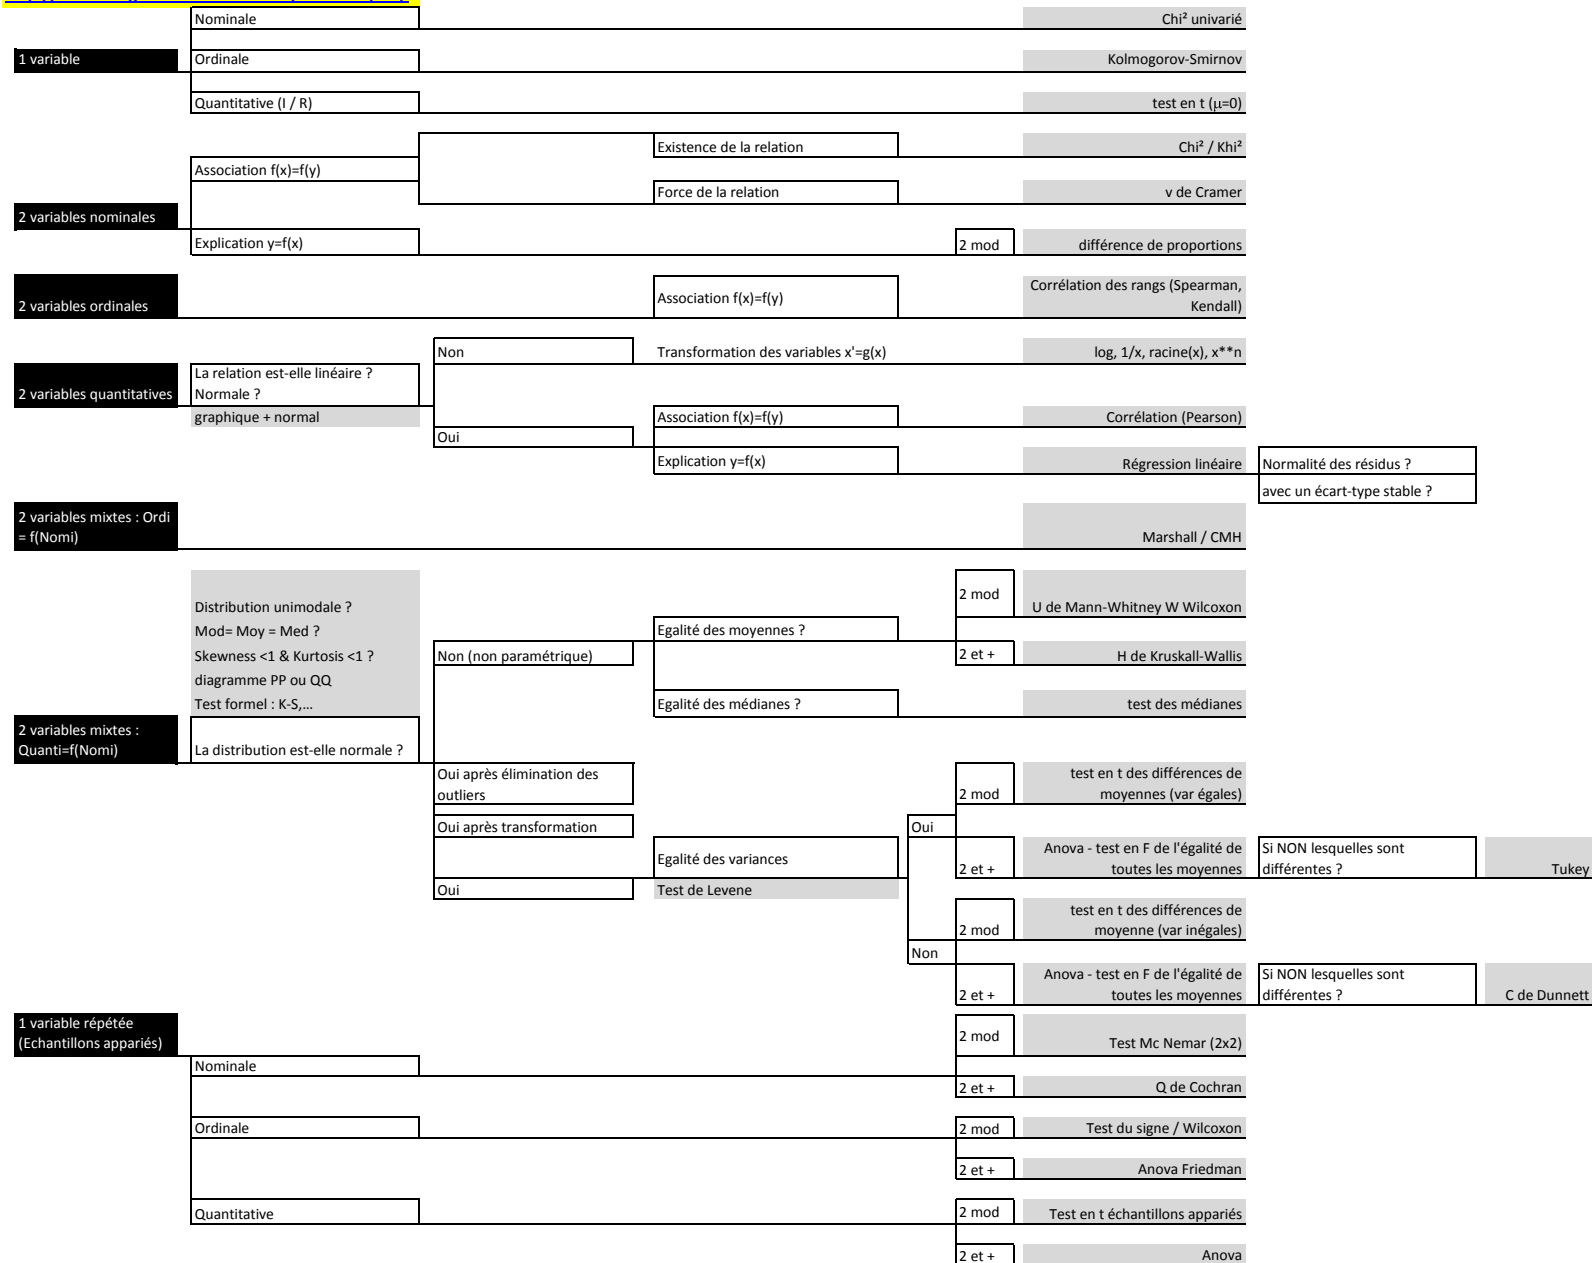 Nominale
Chi² univarié
1 variable
Ordinale
Kolmogorov-Smirnov
Quantitative (I / R)
test en t (µ=0)
Existence de la relation
Chi² / Khi²
Association f(x)=f(y)
Force de la relation
v de Cramer
2 variables nominales
Explication y=f(x)
2 mod
différence de proportions
2 variables ordinales
Association f(x)=f(y)
Corrélation des rangs (Spearman,
Kendall)
Non
Transformation des variables x'=g(x)
log, 1/x, racine(x), x**n
2 variables quantitatives
La relation est-elle linéaire ?
Normale ?
graphique + normal
Association f(x)=f(y)
Corrélation (Pearson)
Oui
Explication y=f(x)
Régression linéaire
Normalité des résidus ?
avec un écart-type stable ?
2 variables mixtes : Ordi
= f(Nomi)
Marshall / CMH
Distribution unimodale ?
Mod= Moy = Med ?
Skewness <1 & Kurtosis <1 ?
diagramme PP ou QQ
Test formel : K-S,...
Non (non paramétrique)
Egalité des moyennes ?
2 mod
U de Mann-Whitney W Wilcoxon
2 et +
H de Kruskall-Wallis
Egalité des médianes ?
test des médianes
2 variables mixtes :
Quanti=f(Nomi)
La distribution est-elle normale ?
Oui après élimination des
outliers
2 mod
test en t des différences de
moyennes (var égales)
Oui après transformation
Oui
Egalité des variances
2 et +
Anova - test en F de l'égalité de
toutes les moyennes
Si NON lesquelles sont
différentes ?
Tukey
Oui
Test de Levene
2 mod
test en t des différences de
moyenne (var inégales)
Non
2 et +
Anova - test en F de l'égalité de
toutes les moyennes
Si NON lesquelles sont
différentes ?
C de Dunnett
1 variable répétée
(Echantillons appariés)
2 mod
Test Mc Nemar (2x2)
Nominale
2 et +
Q de Cochran
Ordinale
2 mod
Test du signe / Wilcoxon
2 et +
Anova Friedman
Quantitative
2 mod
Test en t échantillons appariés
2 et +
Anova